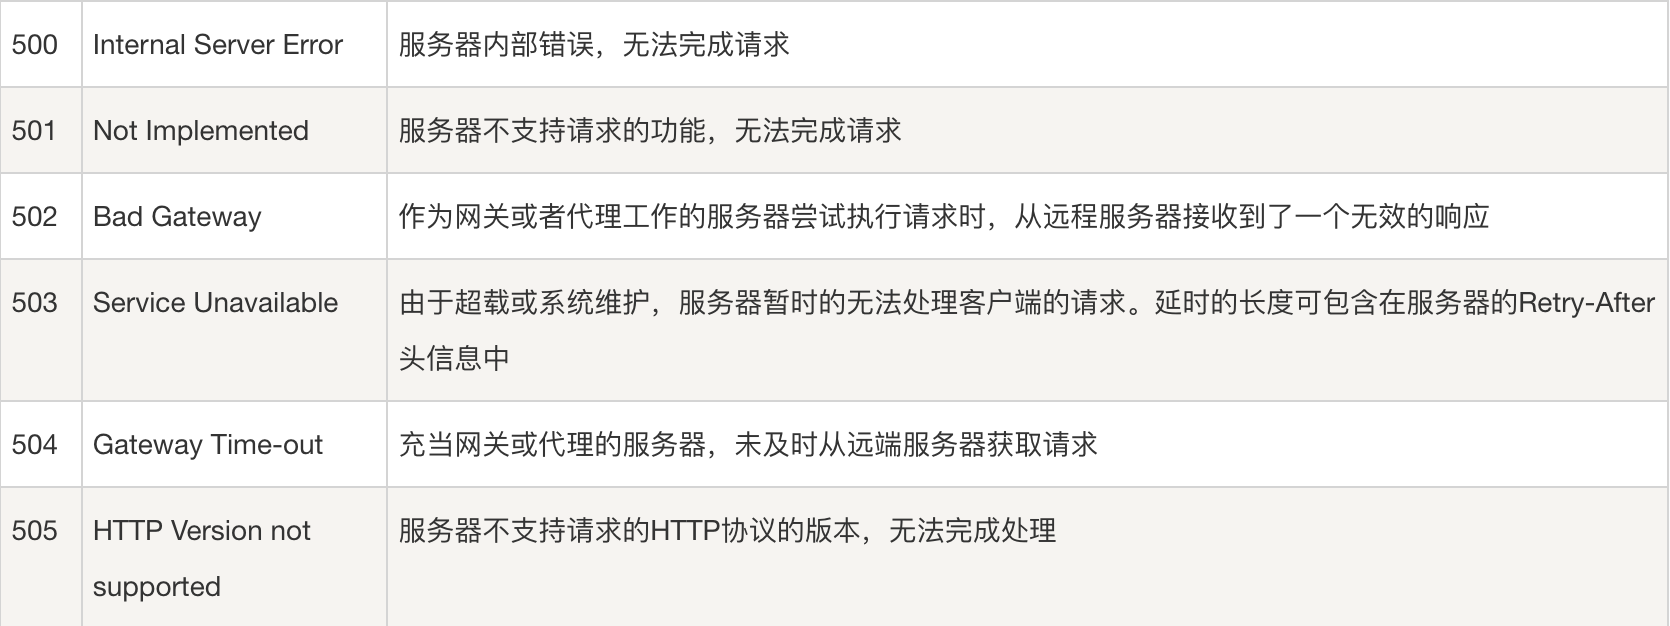 500 Internal Server Error 服务器内部错误，无法完成请求
501 Not Implemented 服务器不支持请求的功能，无法完成请求
502 Bad Gateway 作为网关或者代理工作的服务器尝试执行请求时，从远程服务器接收到了一个无效的响应
503 Service Unavailable 由于超载或系统维护，服务器暂时的无法处理客户端的请求。延时的长度可包含在服务器的Retry-After
头信息中
504 Gateway Time-out 充当网关或代理的服务器，未及时从远端服务器获取请求
505 HTTP Version not 服务器不支持请求的HTTP协议的版本，无法完成处理
supported